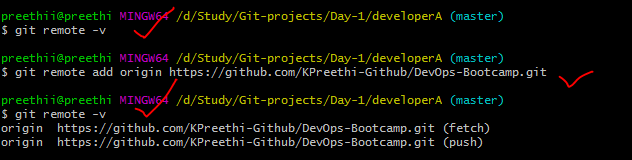 preethii@preethi MINGW64 /d/Study/Git-projects/Day-1/developerA (master)
$ git remote -v
preethii@preethi MINGW64 /d/Study/Git-projects/Day-1/developerA (master)
$ git remote add origin https://github.com/KPreethi-Github/DevOps-Bootcamp.git
preethii@preethi MINGW64 /d/Study/Git-projects/Day-1/developerA (master)
$ git remote -v
origin  https://github.com/KPreethi-Github/DevOps-Bootcamp.git (fetch)
origin  https://github.com/KPreethi-Github/DevOps-Bootcamp.git (push)